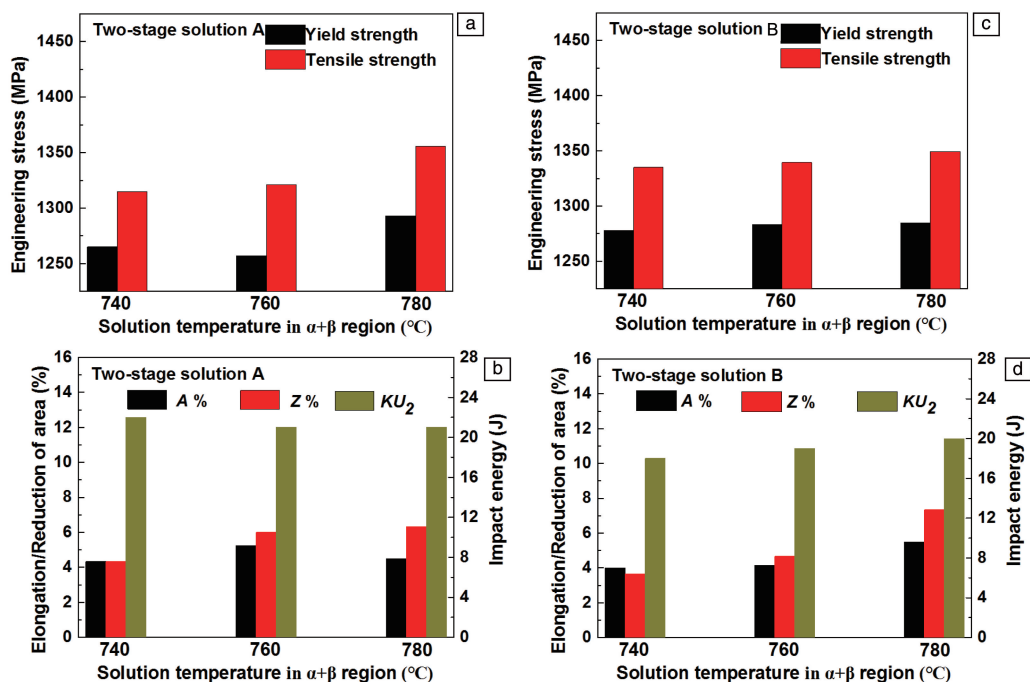 Two-stage solution A
a
Yield strength
Tensile strength
Engineering stress (MPa)
1450
1400
1350
1300
1250
740
760
780
Solution temperature in α+β region (°C)
Two-stage solution B
c
Yield strength
Tensile strength
Engineering stress (MPa)
1450
1400
1350
1300
1250
740
760
780
Solution temperature in α+β region (°C)
Two-stage solution A
b
A %
Z %
KU2
Elongation/Reduction of area (%)
16
14
12
10
8
6
4
2
0
28
24
20
16
12
8
4
0
Impact energy (J)
740
760
780
Solution temperature in α+β region (°C)
Two-stage solution B
d
A %
Z %
KU2
Elongation/Reduction of area (%)
16
14
12
10
8
6
4
2
0
28
24
20
16
12
8
4
0
Impact energy (J)
740
760
780
Solution temperature in α+β region (°C)